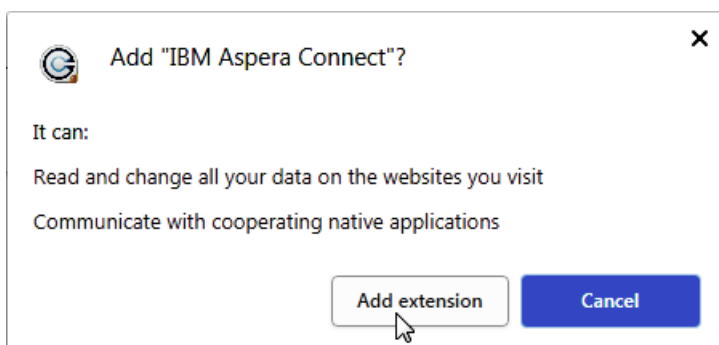 Add "IBM Aspera Connect"?
It can:
Read and change all your data on the websites you visit
Communicate with cooperating native applications
Add extension
Cancel